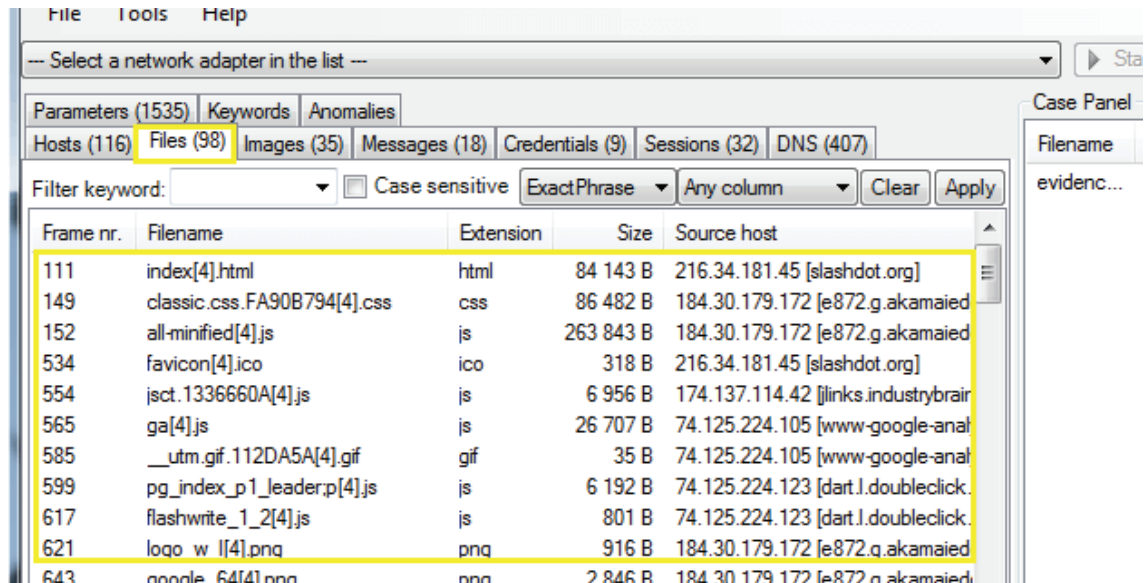 File Tools Help
--- Select a network adapter in the list --- Sta
Parameters (1535) Keywords Anomalies Case Panel
Hosts (116) Files (98) Images (35) Messages (18) Credentials (9) Sessions (32) DNS (407) Filename
Filter keyword: Case sensitive ExactPhrase Any column Clear Apply evidenc...
Frame nr. Filename Extension Size Source host
111 index[4].html html 84 143 B 216.34.181.45 [slashdot.org]
149 classic.css.FA90B794[4].css css 86 482 B 184.30.179.172 [e872.g.akamaied
152 all-minified[4].js js 263 843 B 184.30.179.172 [e872.g.akamaied
534 favicon[4].ico ico 318 B 216.34.181.45 [slashdot.org]
554 jsct.1336660A[4].js js 6 956 B 174.137.114.42 [jlinks.industrybrain
565 ga[4].js js 26 707 B 74.125.224.105 [www-google-anal
585 __utm.gif.112DA5A[4].gif gif 35 B 74.125.224.105 [www-google-anal
599 pg_index_p1_leader;p[4].js js 6 192 B 74.125.224.123 [dart.l.doubleclick.
617 flashwrite_1_2[4].js js 801 B 74.125.224.123 [dart.l.doubleclick.
621 logo_w_l[4].png png 916 B 184.30.179.172 [e872.g.akamaied
643 google_64[4].png png 2 846 B 184.30.179.172 [e872.g.akamaied